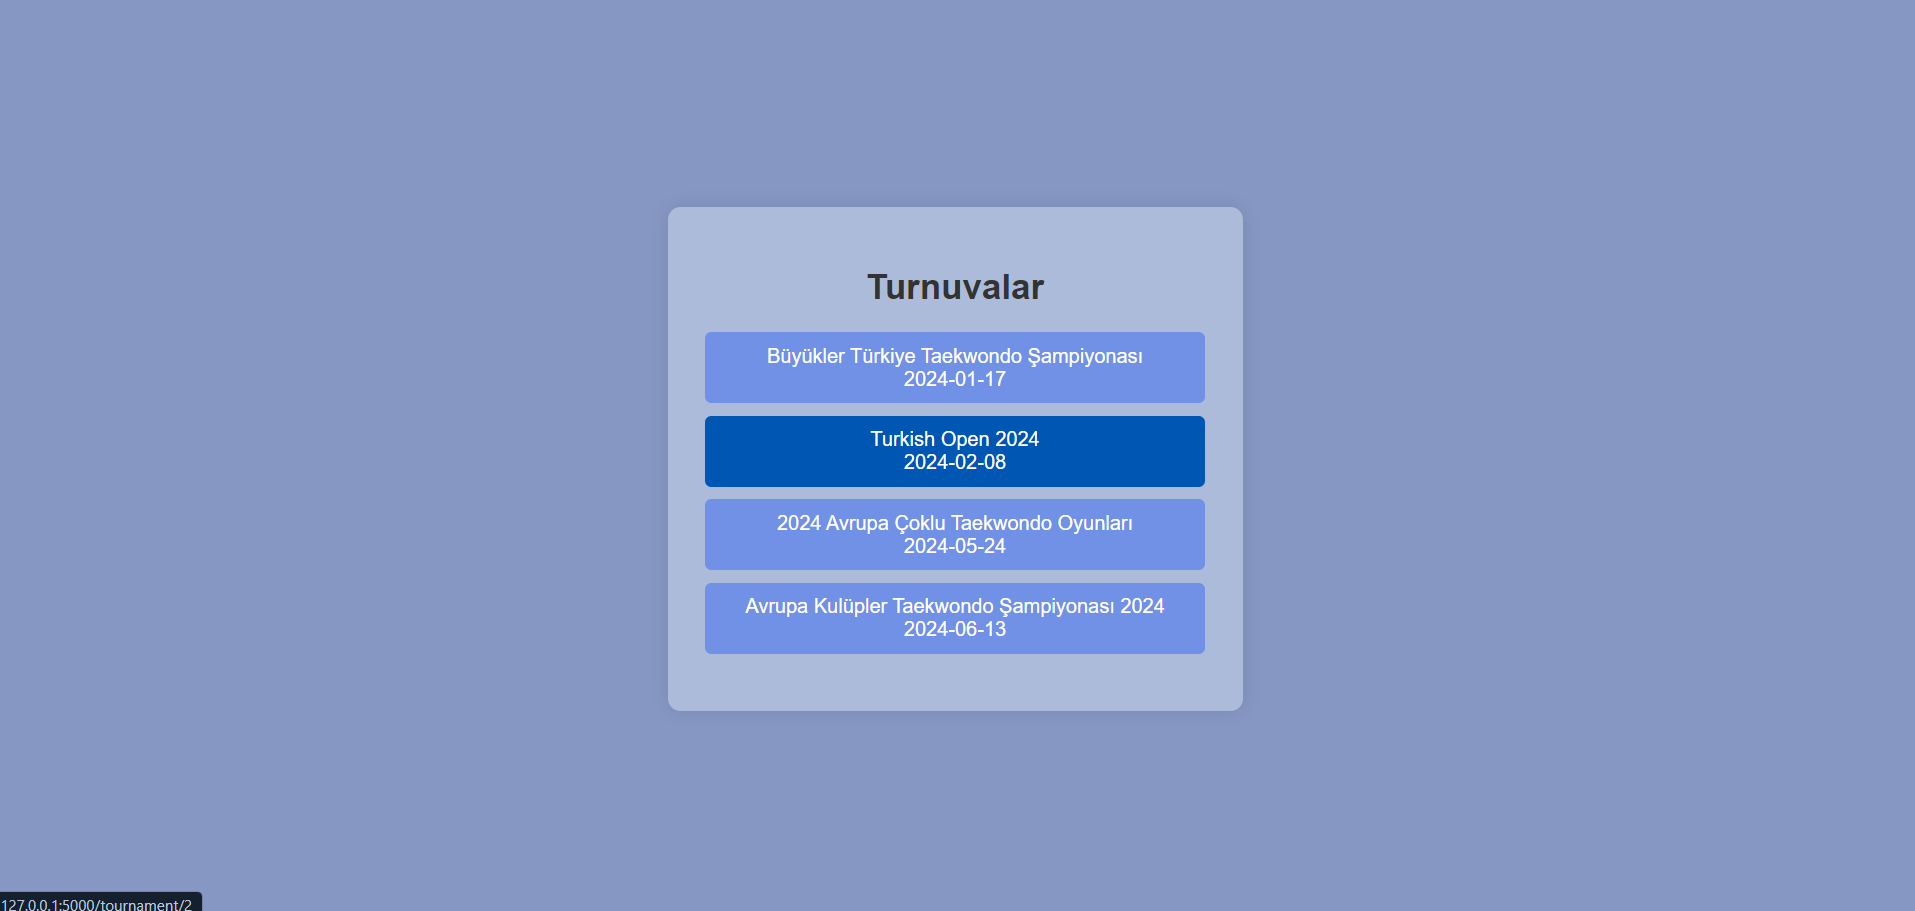 Turnuvalar
Büyükler Türkiye Taekwondo Şampiyonası
2024-01-17
Turkish Open 2024
2024-02-08
2024 Avrupa Çoklu Taekwondo Oyunları
2024-05-24
Avrupa Kulüpler Taekwondo Şampiyonası 2024
2024-06-13
127.0.0.1:5000/tournament/2